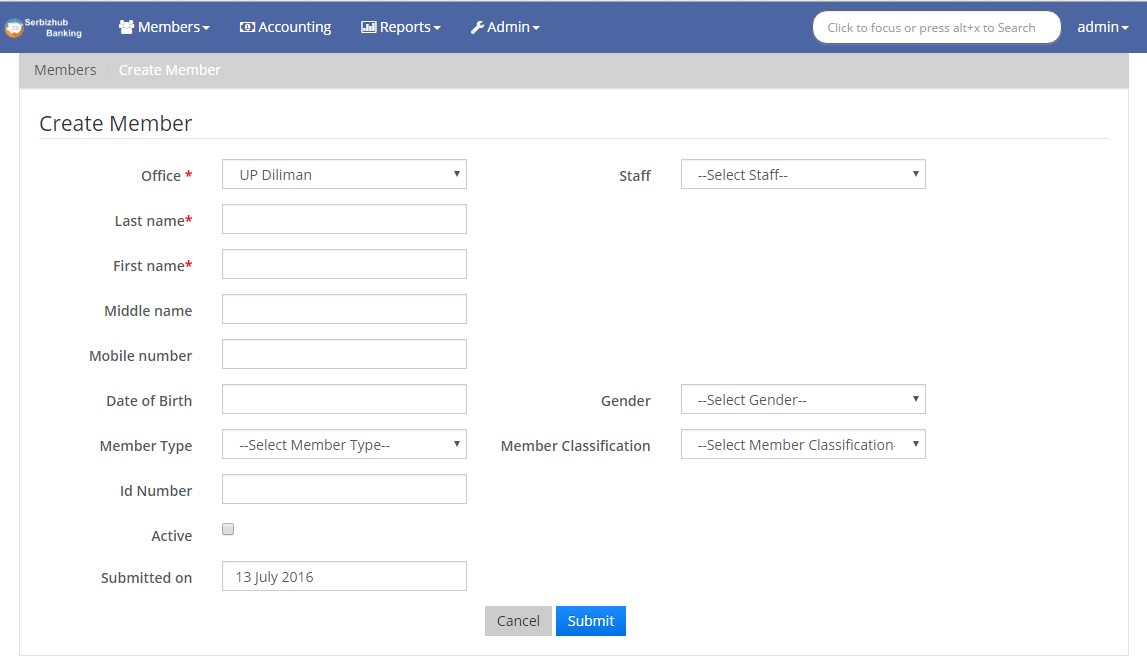 Serbizhub
Banking
Members
Accounting
Reports
Admin
Click to focus or press alt+x to Search
admin
Members / Create Member
Create Member
Office * UP Diliman Staff --Select Staff--
Last name*
First name*
Middle name
Mobile number
Date of Birth Gender --Select Gender--
Member Type --Select Member Type-- Member Classification --Select Member Classification-
Id Number
Active
Submitted on 13 July 2016
Cancel Submit